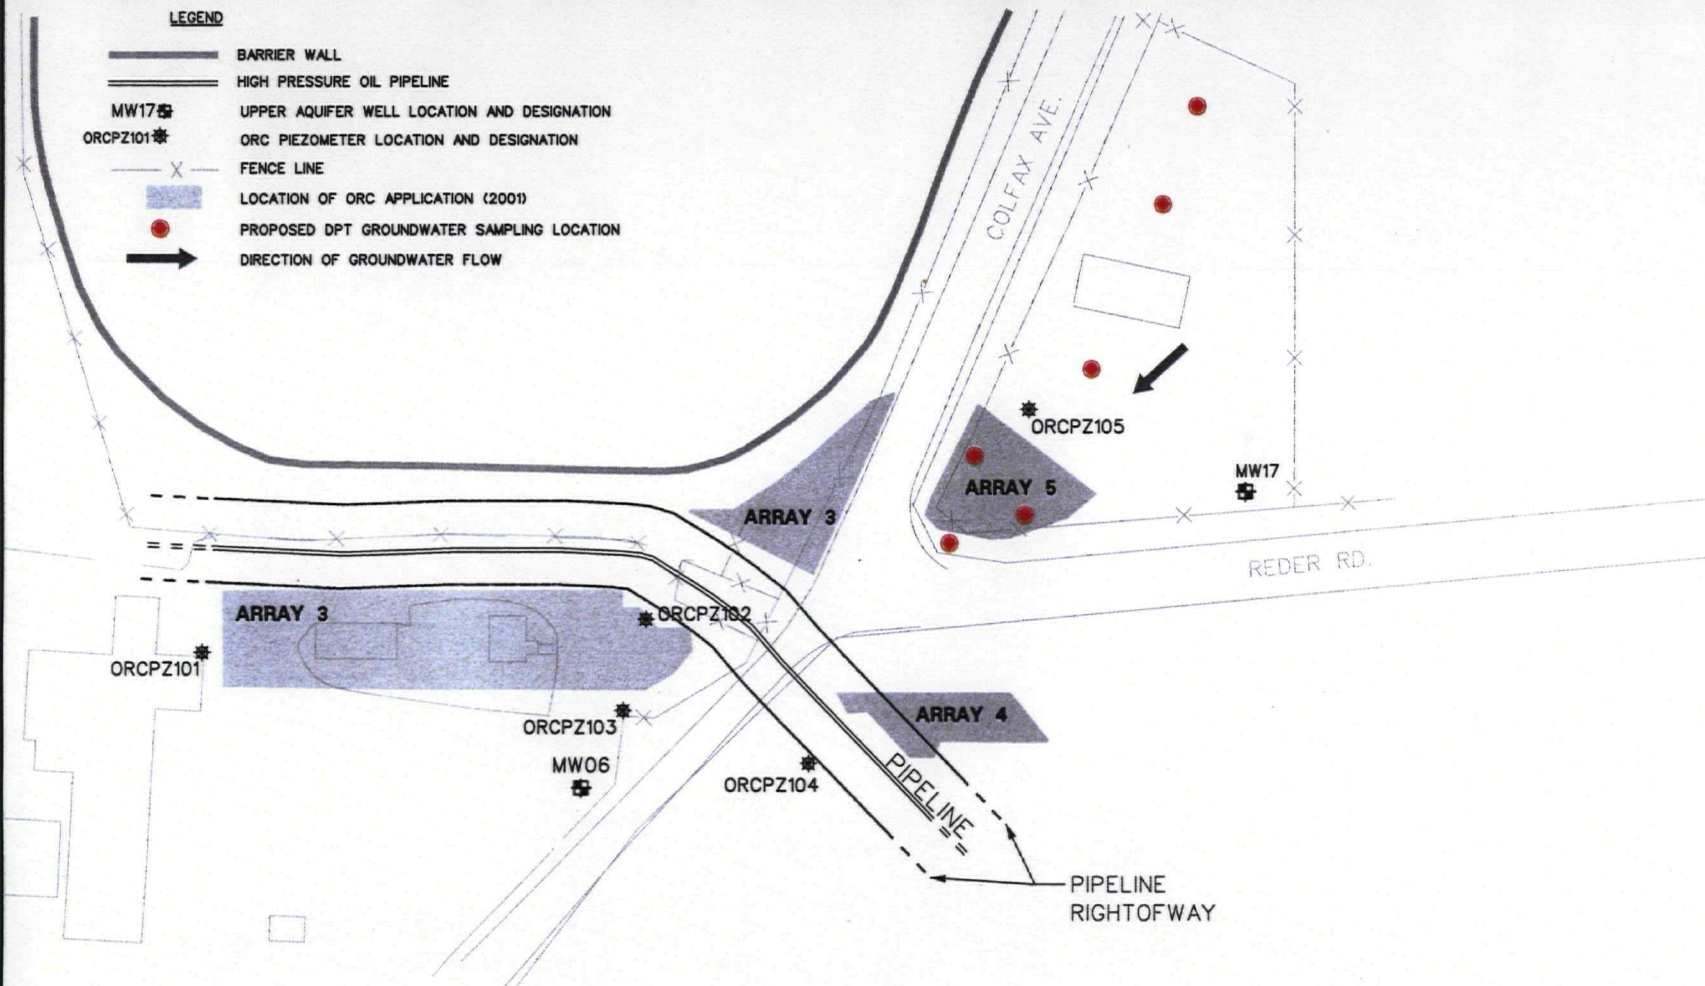 LEGEND
BARRIER WALL
HIGH PRESSURE OIL PIPELINE
MW17 UPPER AQUIFER WELL LOCATION AND DESIGNATION
ORCPZ101 ORC PIEZOMETER LOCATION AND DESIGNATION
FENCE LINE
LOCATION OF ORC APPLICATION (2001)
PROPOSED DPT GROUNDWATER SAMPLING LOCATION
DIRECTION OF GROUNDWATER FLOW
COLFAX AVE.
ORCPZ105
MW17
ARRAY 5
ARRAY 3
REDER RD.
ARRAY 3
ORCPZ102
ORCPZ101
ORCPZ103
ARRAY 4
MW06
ORCPZ104
PIPELINE
PIPELINE
RIGHTOFWAY